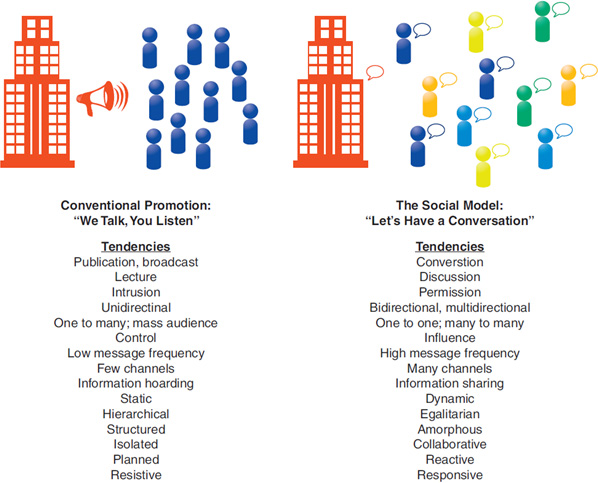 Conventional Promotion:
“We Talk, You Listen”
Tendencies
Publication, broadcast
Lecture
Intrusion
Unidirectinal
One to many; mass audience
Control
Low message frequency
Few channels
Information hoarding
Static
Hierarchical
Structured
Isolated
Planned
Resistive
The Social Model:
“Let’s Have a Conversation”
Tendencies
Converstion
Discussion
Permission
Bidirectional, multidirectional
One to one; many to many
Influence
High message frequency
Many channels
Information sharing
Dynamic
Egalitarian
Amorphous
Collaborative
Reactive
Responsive